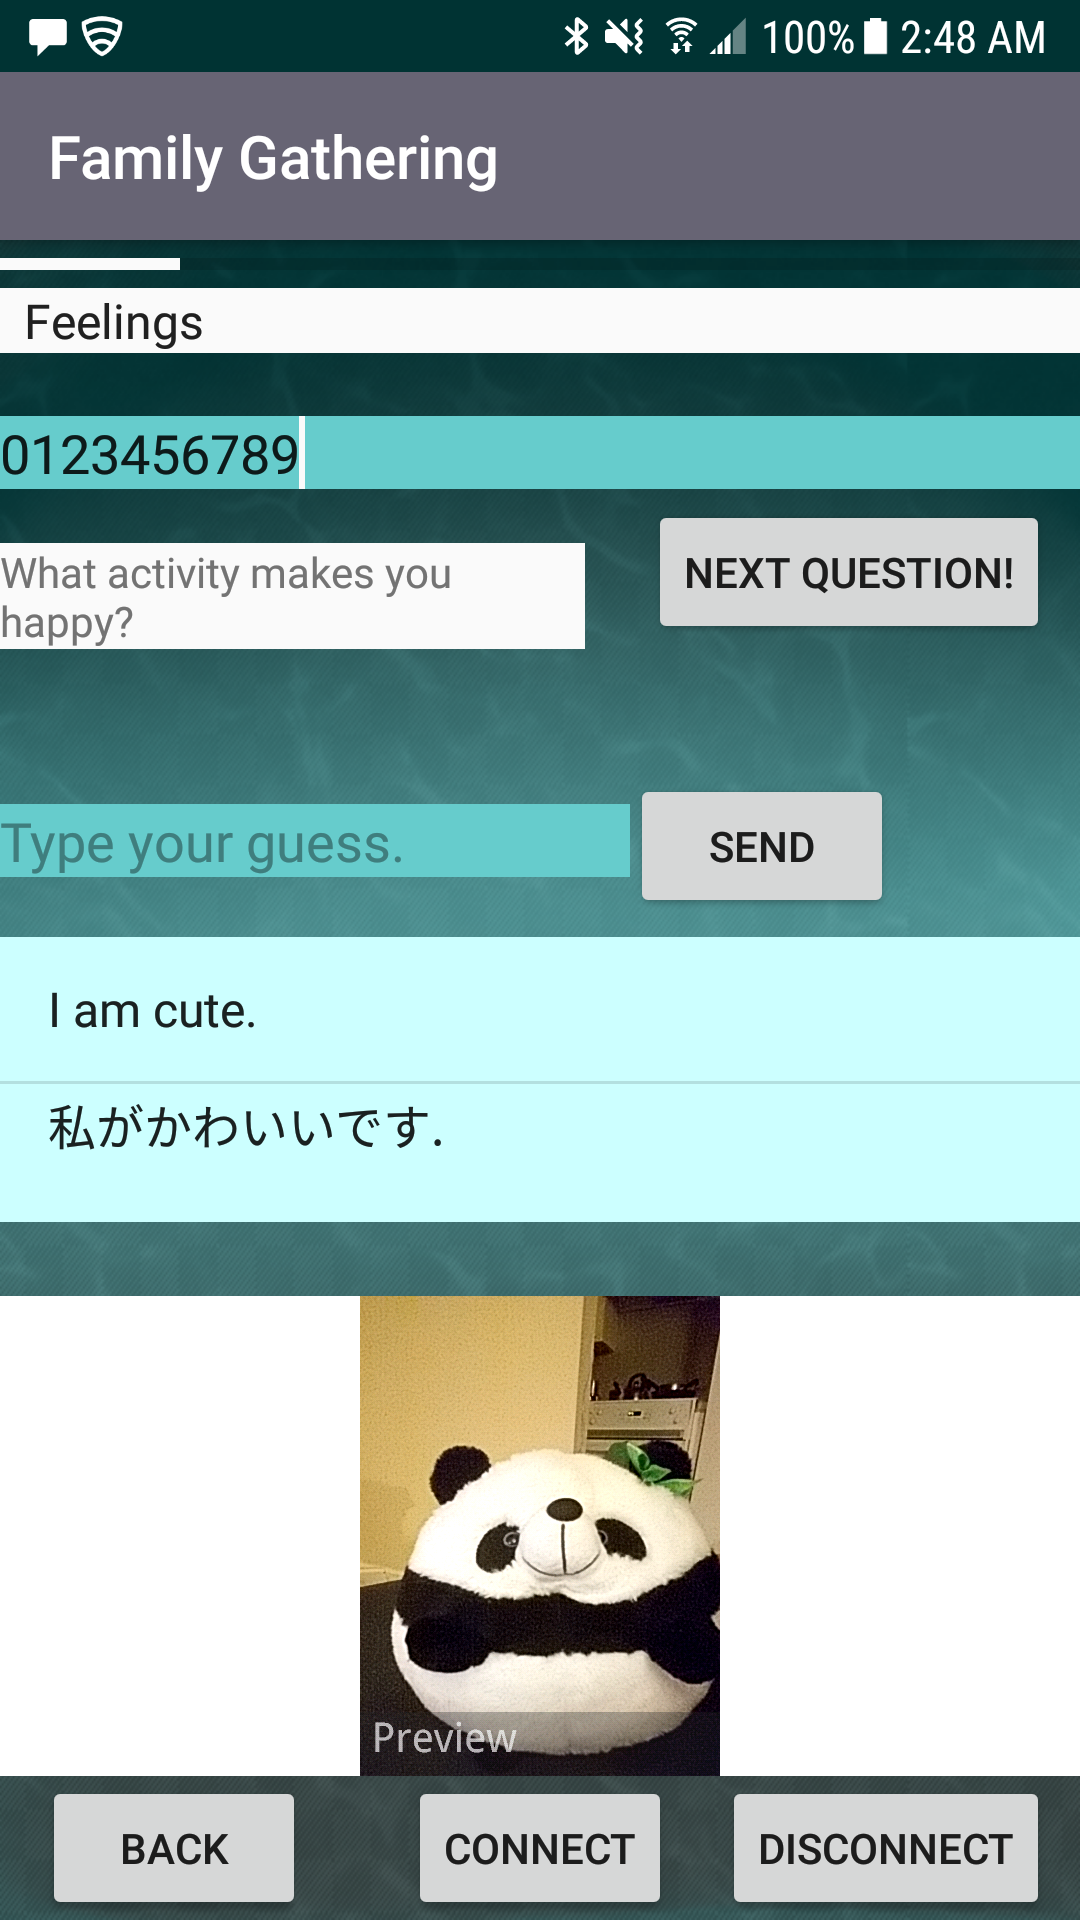 100% 2:48 AM
Family Gathering
Feelings
0123456789
What activity makes you
happy?
NEXT QUESTION!
Type your guess.
SEND
I am cute.
私がかわいいです.
Preview
BACK
CONNECT
DISCONNECT